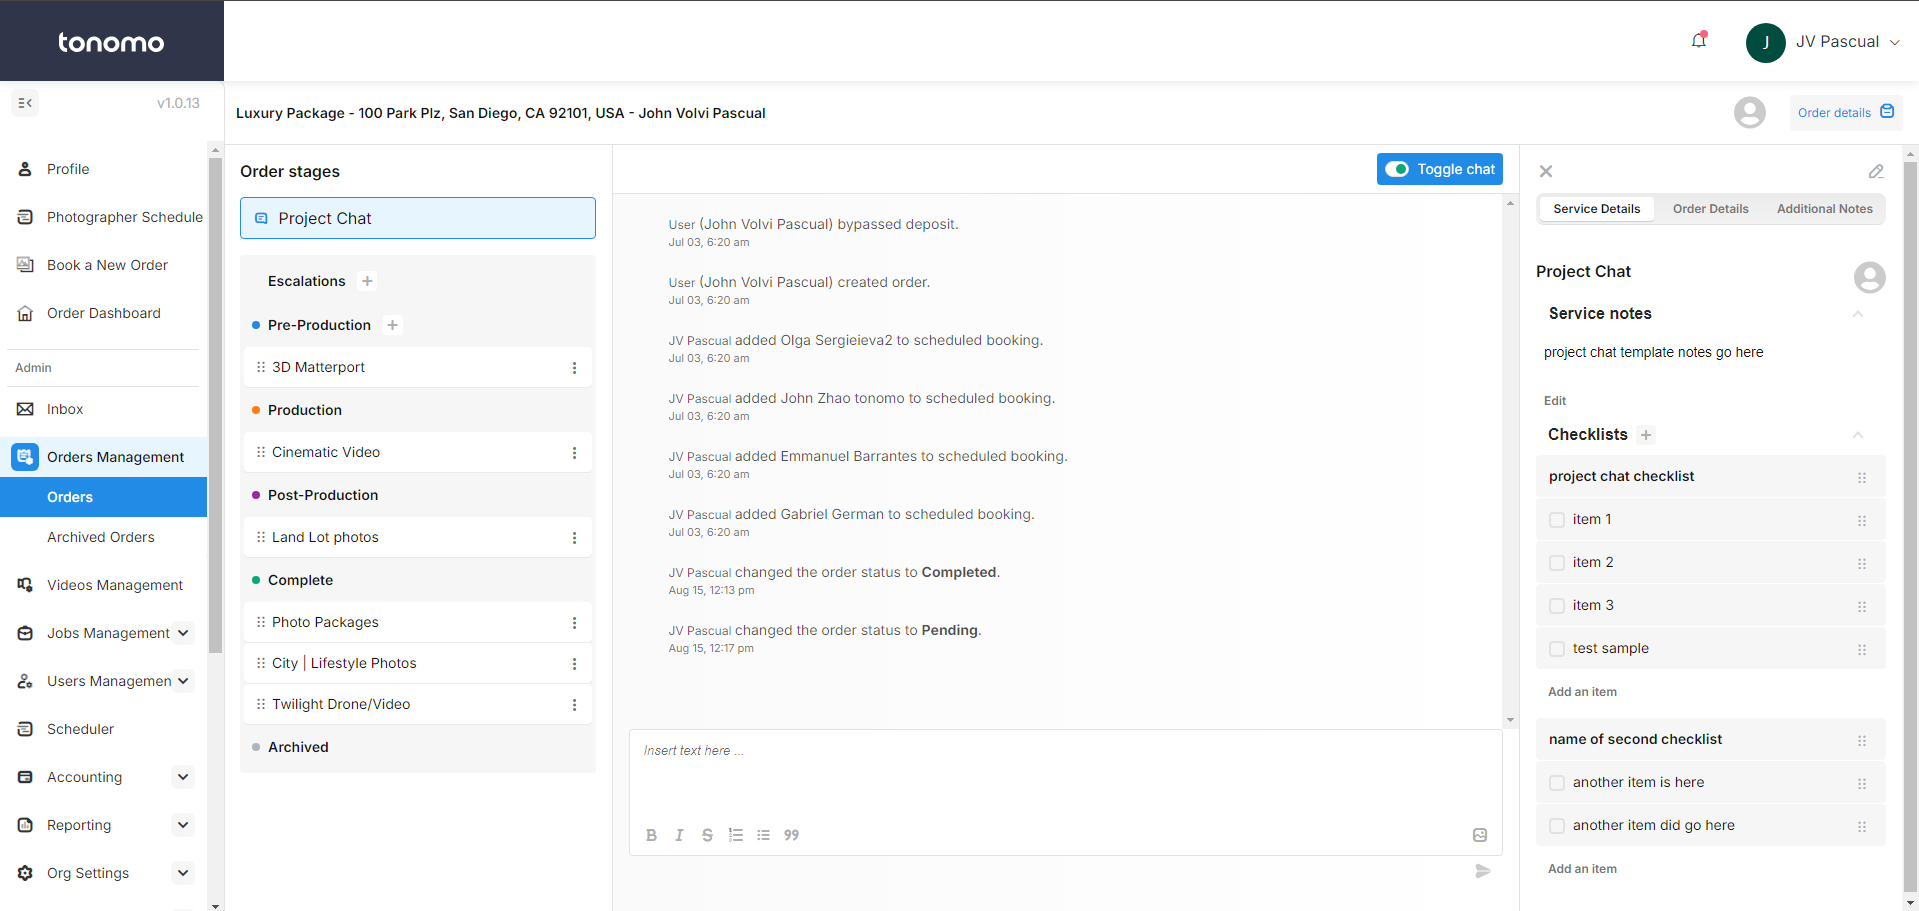 tonomo
JV Pascual
J
v1.0.13
Luxury Package - 100 Park Plz, San Diego, CA 92101, USA - John Volvi Pascual
Order details
Profile
Photographer Schedule
Book a New Order
Order Dashboard
Admin
Inbox
Orders Management
Orders
Archived Orders
Videos Management
Jobs Management
Users Managemen
Scheduler
Accounting
Reporting
Org Settings
Order stages
Project Chat
Escalations
Pre-Production
3D Matterport
Production
Cinematic Video
Post-Production
Land Lot photos
Complete
Photo Packages
City | Lifestyle Photos
Twilight Drone/Video
Archived
Toggle chat
User (John Volvi Pascual) bypassed deposit.
Jul 03, 6:20 am
User (John Volvi Pascual) created order.
Jul 03, 6:20 am
JV Pascual added Olga Sergieieva2 to scheduled booking.
Jul 03, 6:20 am
JV Pascual added John Zhao tonomo to scheduled booking.
Jul 03, 6:20 am
JV Pascual added Emmanuel Barrantes to scheduled booking.
Jul 03, 6:20 am
JV Pascual added Gabriel German to scheduled booking.
Jul 03, 6:20 am
JV Pascual changed the order status to Completed.
Aug 15, 12:13 pm
JV Pascual changed the order status to Pending.
Aug 15, 12:17 pm
Insert text here ...
B I S
Service Details
Order Details
Additional Notes
Project Chat
Service notes
project chat template notes go here
Edit
Checklists
project chat checklist
item 1
item 2
item 3
test sample
Add an item
name of second checklist
another item is here
another item did go here
Add an item